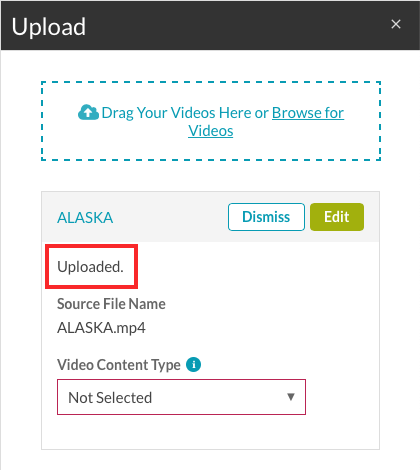 Upload ×
Drag Your Videos Here or Browse for
Videos
ALASKA Dismiss Edit
Uploaded.
Source File Name
ALASKA.mp4
Video Content Type i
Not Selected